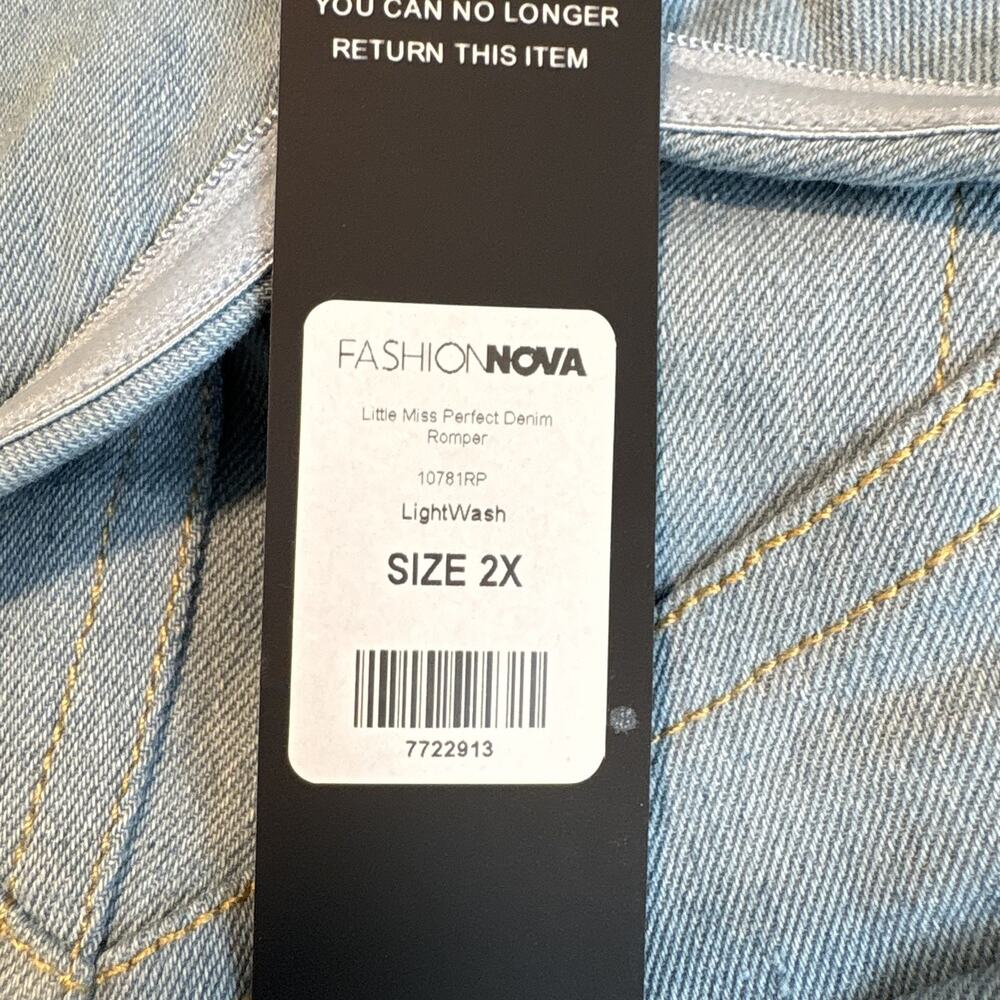 YOU CAN NO LONGER
RETURN THIS ITEM
FASHIONNOVA
Little Miss Perfect Denim
Romper
10781RP
LightWash
SIZE 2X
7722913